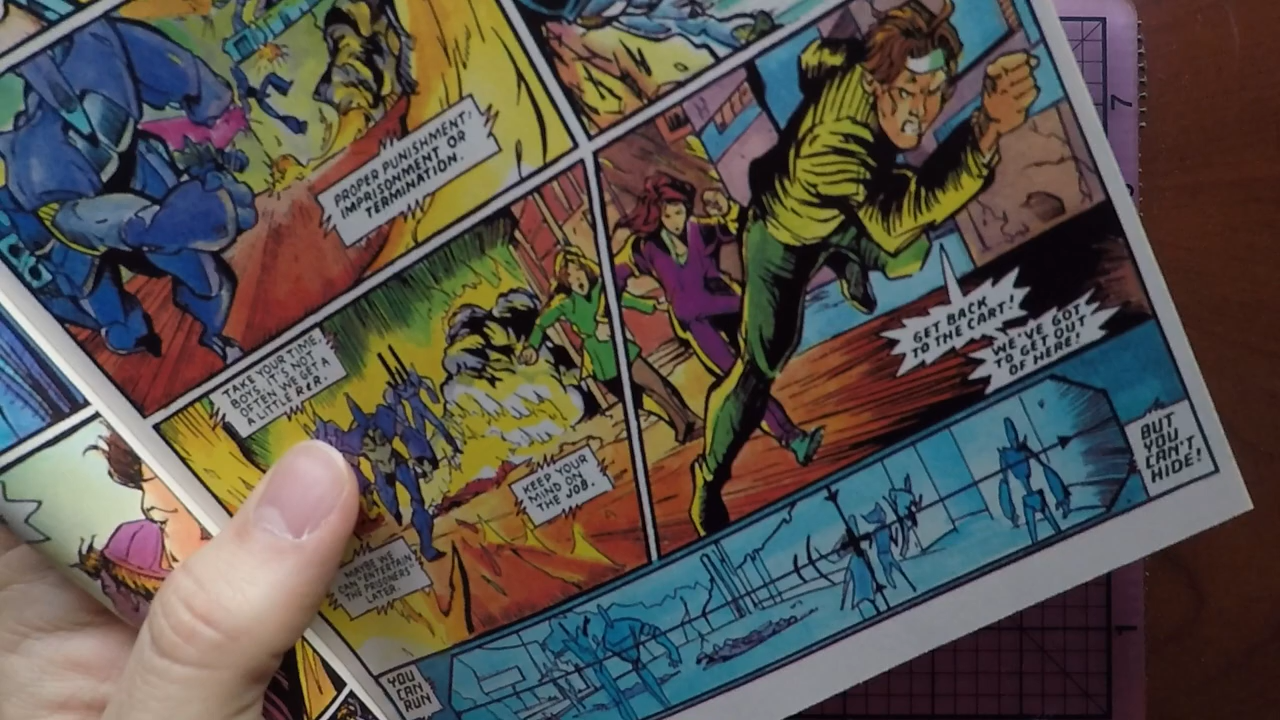 PROPER PUNISHMENT:
IMPRISONMENT OR
TERMINATION.
TAKE YOUR TIME,
BOYS. IT'S NOT
OFTEN WE GET A
LITTLE R&R.
KEEP YOUR
MIND ON
THE JOB.
MAYBE WE
CAN "ENTERTAIN"
THE PRISONERS
LATER.
GET BACK
TO THE CART!
WE'VE GOT
TO GET OUT
OF HERE!
YOU
CAN
RUN
BUT
YOU
CAN'T
HIDE!
7
1